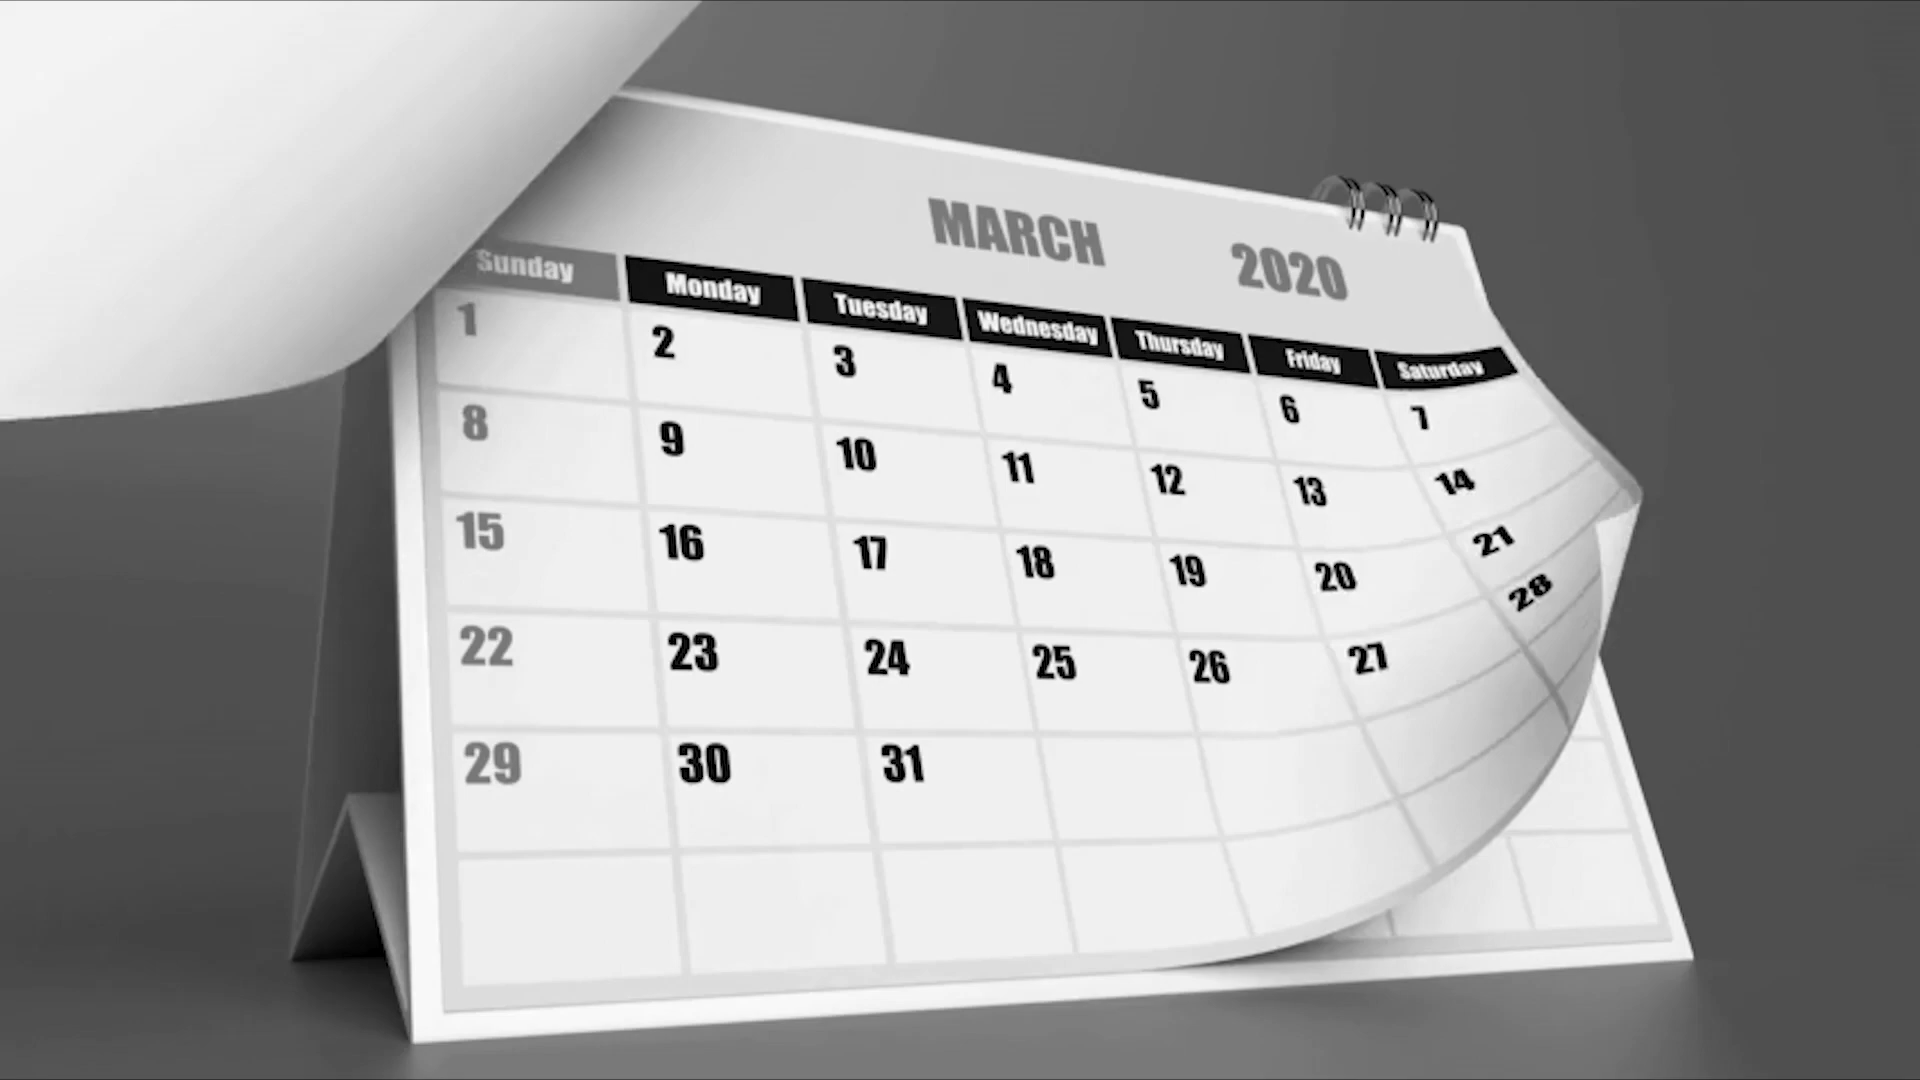 MARCH 2020
Sunday Monday Tuesday Wednesday Thursday Friday Saturday
1 2 3 4 5 6 7
8 9 10 11 12 13 14
15 16 17 18 19 20 21
22 23 24 25 26 27 28
29 30 31